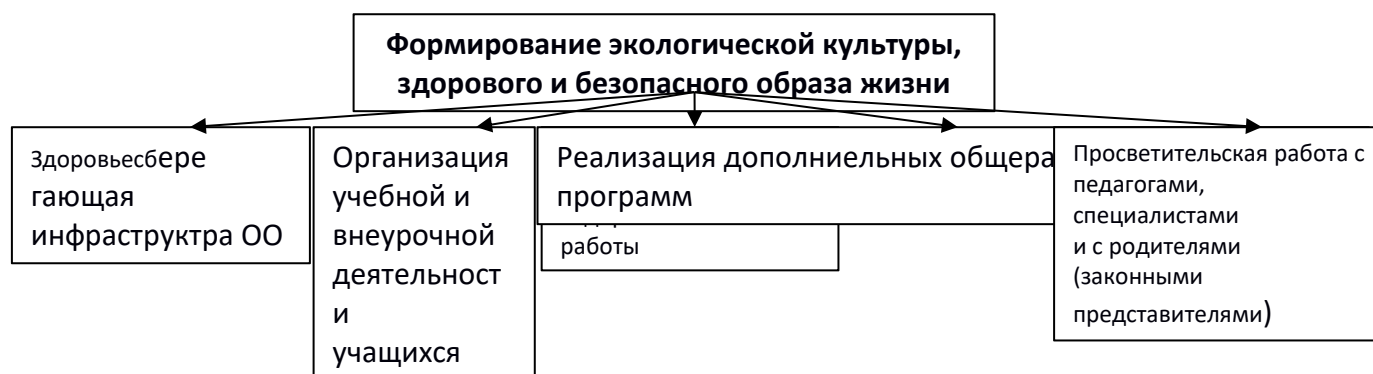 Формирование экологической культуры,
здорового и безопасного образа жизни
Здоровьесбере
гающая
инфраструктра ОО
Организация
учебной и
внеурочной
деятельност
и
учащихся
Реализация дополниельных общера
программ
работы
Просветительская работа с
педагогами,
специалистами
и с родителями
(законными
представителями)